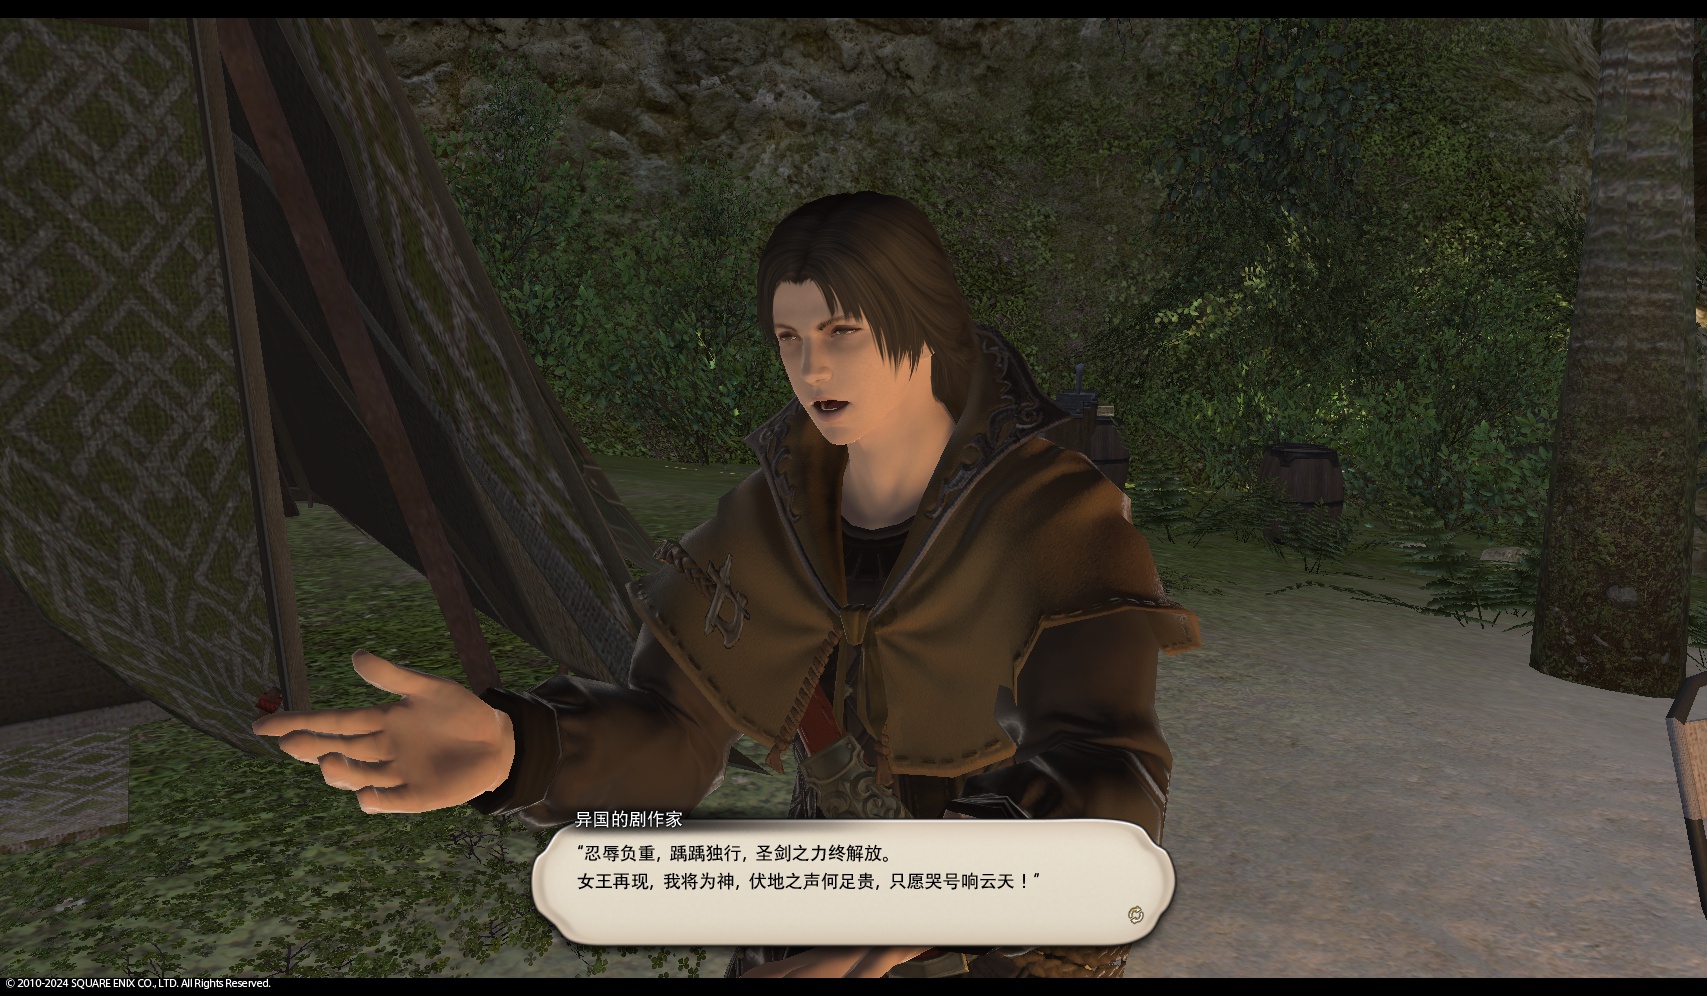 异国的剧作家
“忍辱负重，踽踽独行，圣剑之力终解放。
女王再现，我将为神，伏地之声何足贵，只愿哭号响云天！”
© 2010-2024 SQUARE ENIX CO., LTD. All Rights Reserved.